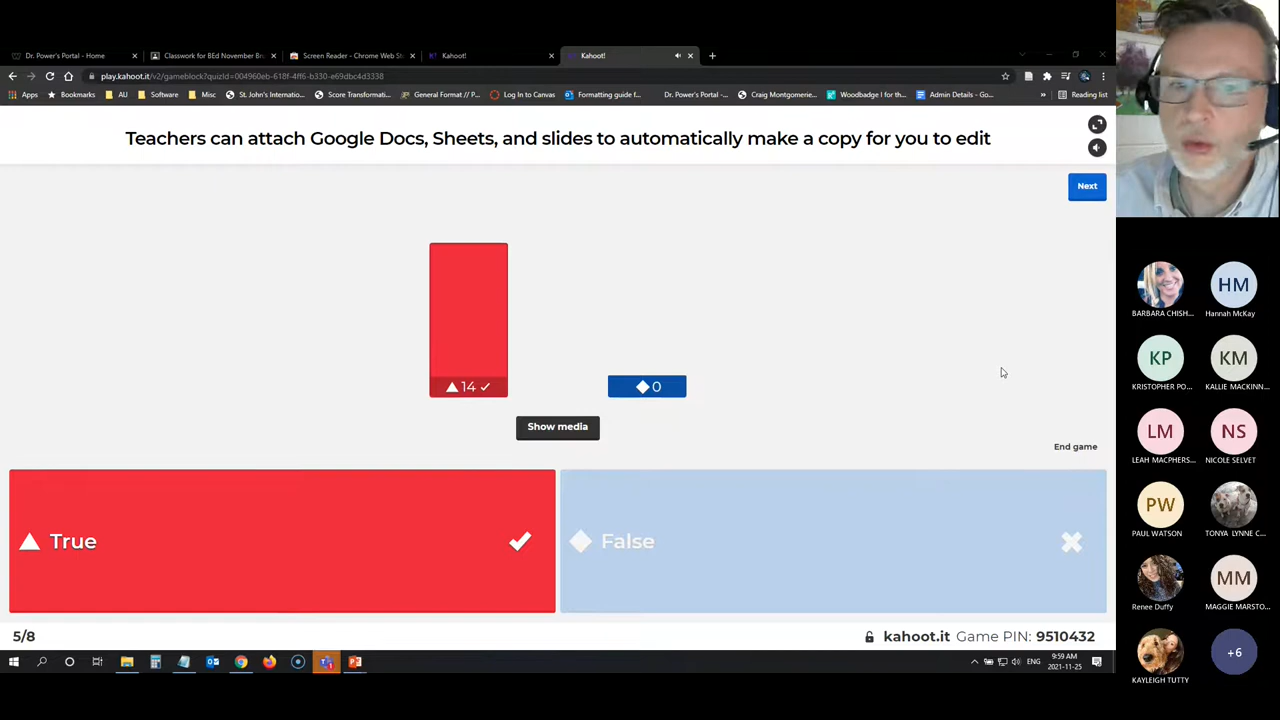 Dr. Power's Portal - Home
Classwork for BEd November Br
Screen Reader - Chrome Web St
Kahoot!
Kahoot!
play.kahoot.it/v2/gameblock?quizId=004960eb-618f-4ff6-b330-e69dbc4d3338
Apps Bookmarks AU Software Misc St. John's Internatio... Score Transformati... General Format // P... Log In to Canvas Formatting guide f... Dr. Power's Portal -... Craig Montgomerie... Woodbadge I for th... Admin Details - Go... » Reading list
Teachers can attach Google Docs, Sheets, and slides to automatically make a copy for you to edit
Next
14
0
Show media
End game
True
False
5/8
kahoot.it Game PIN: 9510432
ENG
9:59 AM
2021-11-25
BARBARA CHISH...
HM
Hannah McKay
KP
KRISTOPHER PO...
KM
KALLIE MACKINN...
LM
LEAH MACPHERS...
NS
NICOLE SELVET
PW
PAUL WATSON
TONYA LYNNE C...
Renee Duffy
MM
MAGGIE MARSTO...
KAYLEIGH TUTTY
+6